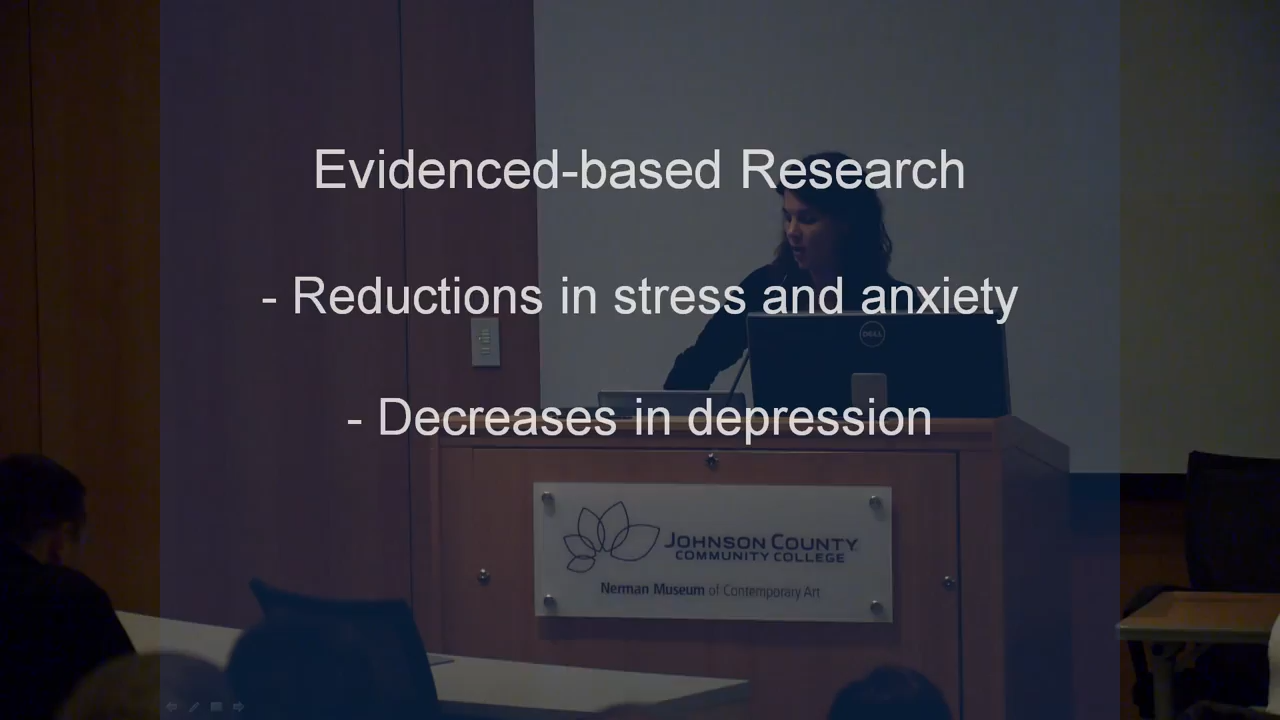 Evidenced-based Research
- Reductions in stress and anxiety
DELL
- Decreases in depression
JOHNSON COUNTY
COMMUNITY COLLEGE
Nerman Museum of Contemporary Art